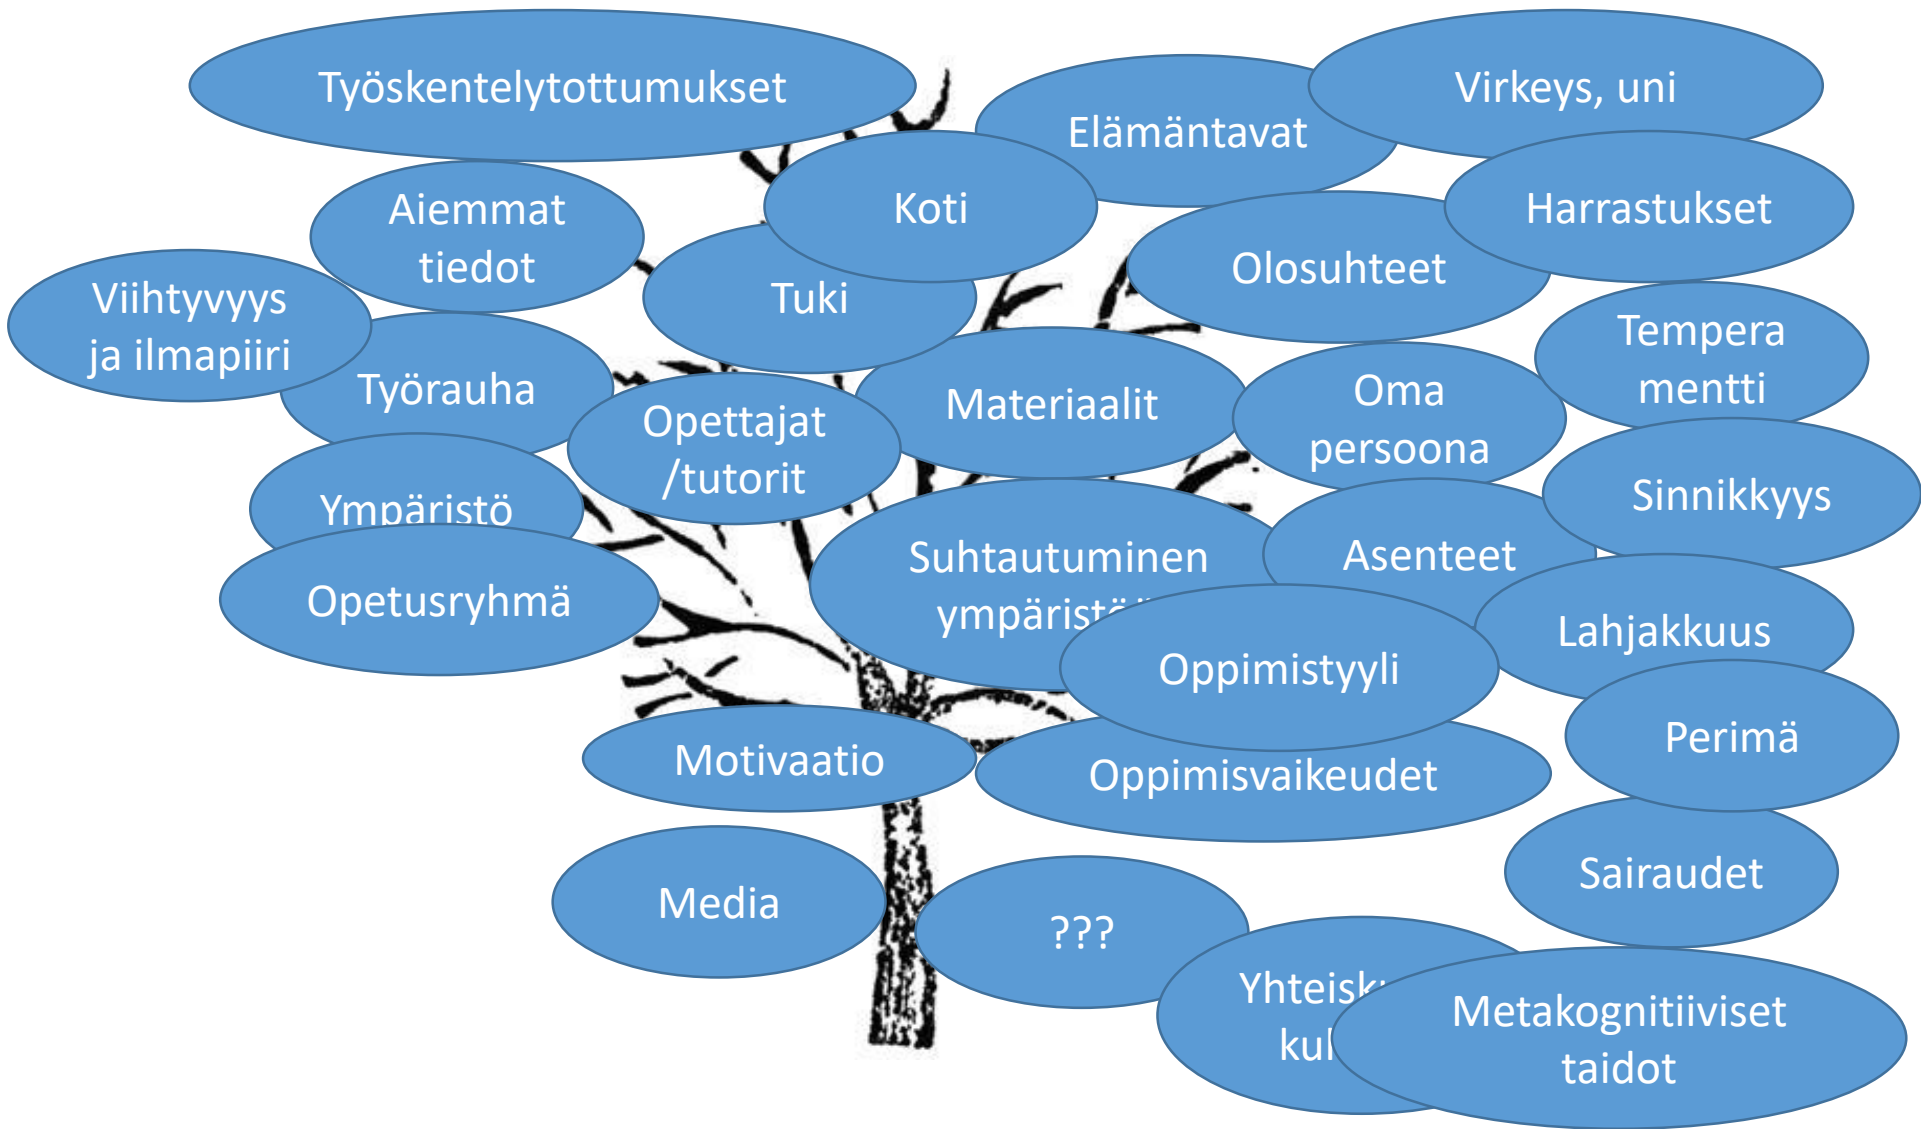 Työskentelytottumukset
Virkeys, uni
Elämäntavat
Koti
Harrastukset
Aiemmat
tiedot
Olosuhteet
Tuki
Viihtyvyys
ja ilmapiiri
Tempera
mentti
Työrauha
Materiaalit
Oma
persoona
Opettajat
/tutorit
Sinnikkyys
Ympäristö
Suhtautuminen
Asenteet
Opetusryhmä
Lahjakkuus
Oppimistyyli
Perimä
Motivaatio
Oppimisvaikeudet
Sairaudet
Media
???
Metakognitiiviset
taidot